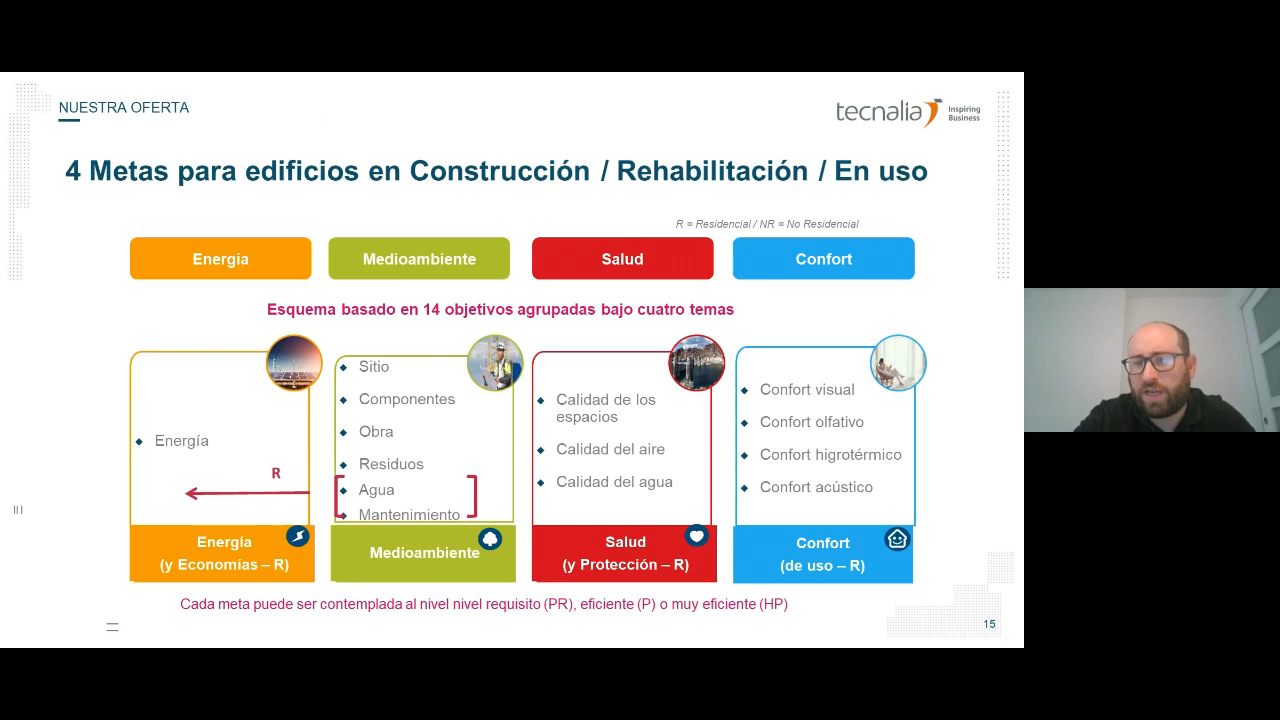 NUESTRA OFERTA
tecnalia
Inspiring
Business
4 Metas para edificios en Construcción / Rehabilitación / En uso
R = Residencial / NR = No Residencial
Energía
Medioambiente
Salud
Confort
Esquema basado en 14 objetivos agrupadas bajo cuatro temas
Energía
R
Sitio
Componentes
Obra
Residuos
Agua
Mantenimiento
Calidad de los
espacios
Calidad del aire
Calidad del agua
Confort visual
Confort olfativo
Confort higrotérmico
Confort acústico
Energía
(y Economías – R)
Medioambiente
Salud
(y Protección – R)
Confort
(de uso – R)
Cada meta puede ser contemplada al nivel nivel requisito (PR), eficiente (P) o muy eficiente (HP)
15